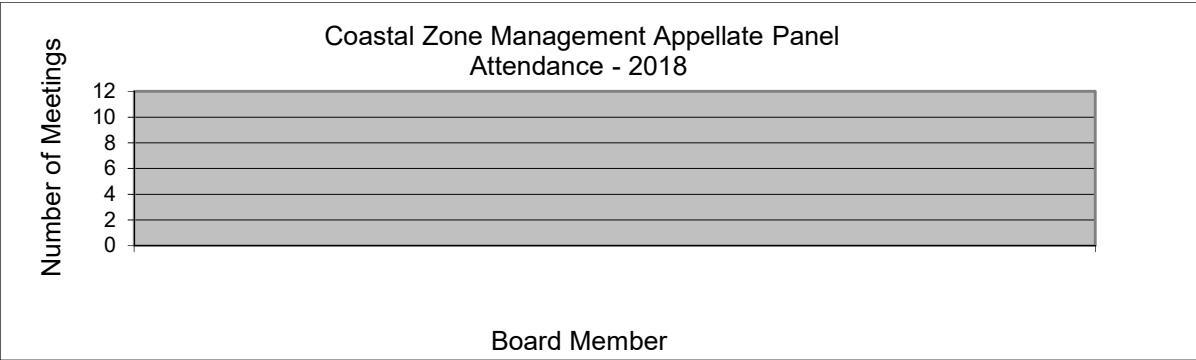 Coastal Zone Management Appellate Panel
Attendance - 2018
Number of Meetings
12
10
8
6
4
2
0
Board Member